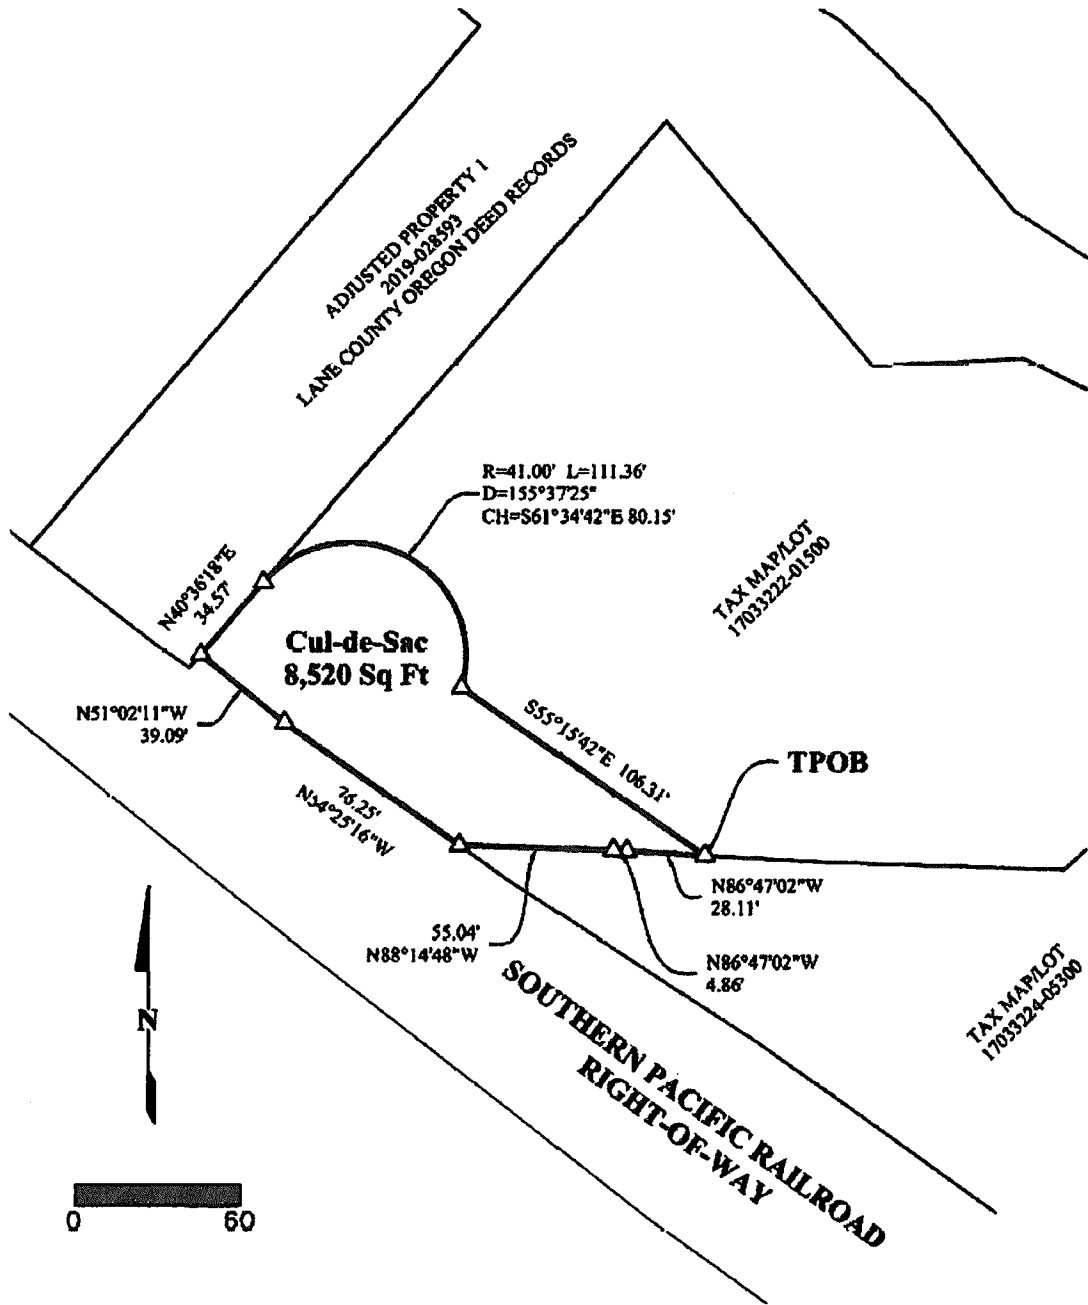 ADJUSTED PROPERTY 1
2019-028593
LANE COUNTY OREGON DEED RECORDS
R=41.00' L=111.36'
D=155°37'25"
CH=S61°34'42"E 80.15'
TAX MAP/LOT
17033222-01500
N40°36'18"E
34.57'
Cul-de-Sac
8,520 Sq Ft
N51°02'11"W
39.09'
S55°15'42"E 106.31'
TPOB
76.25'
N54°25'16"W
N86°47'02"W
28.11'
55.04'
N88°14'48"W
N86°47'02"W
4.86'
TAX MAP/LOT
17033224-05300
SOUTHERN PACIFIC RAILROAD
RIGHT-OF-WAY
N
0 60